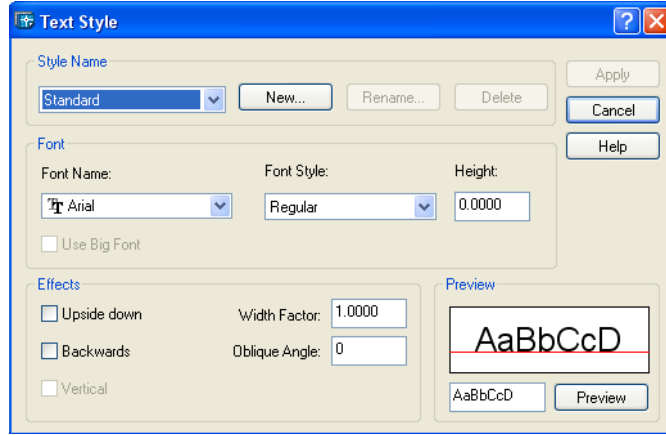 Text Style
Style Name
Standard
New...
Rename...
Delete
Apply
Cancel
Help
Font
Font Name:
Font Style:
Height:
Arial
Regular
0.0000
Use Big Font
Effects
Upside down
Width Factor: 1.0000
Backwards
Oblique Angle: 0
Vertical
Preview
AaBbCcD
AaBbCcD
Preview